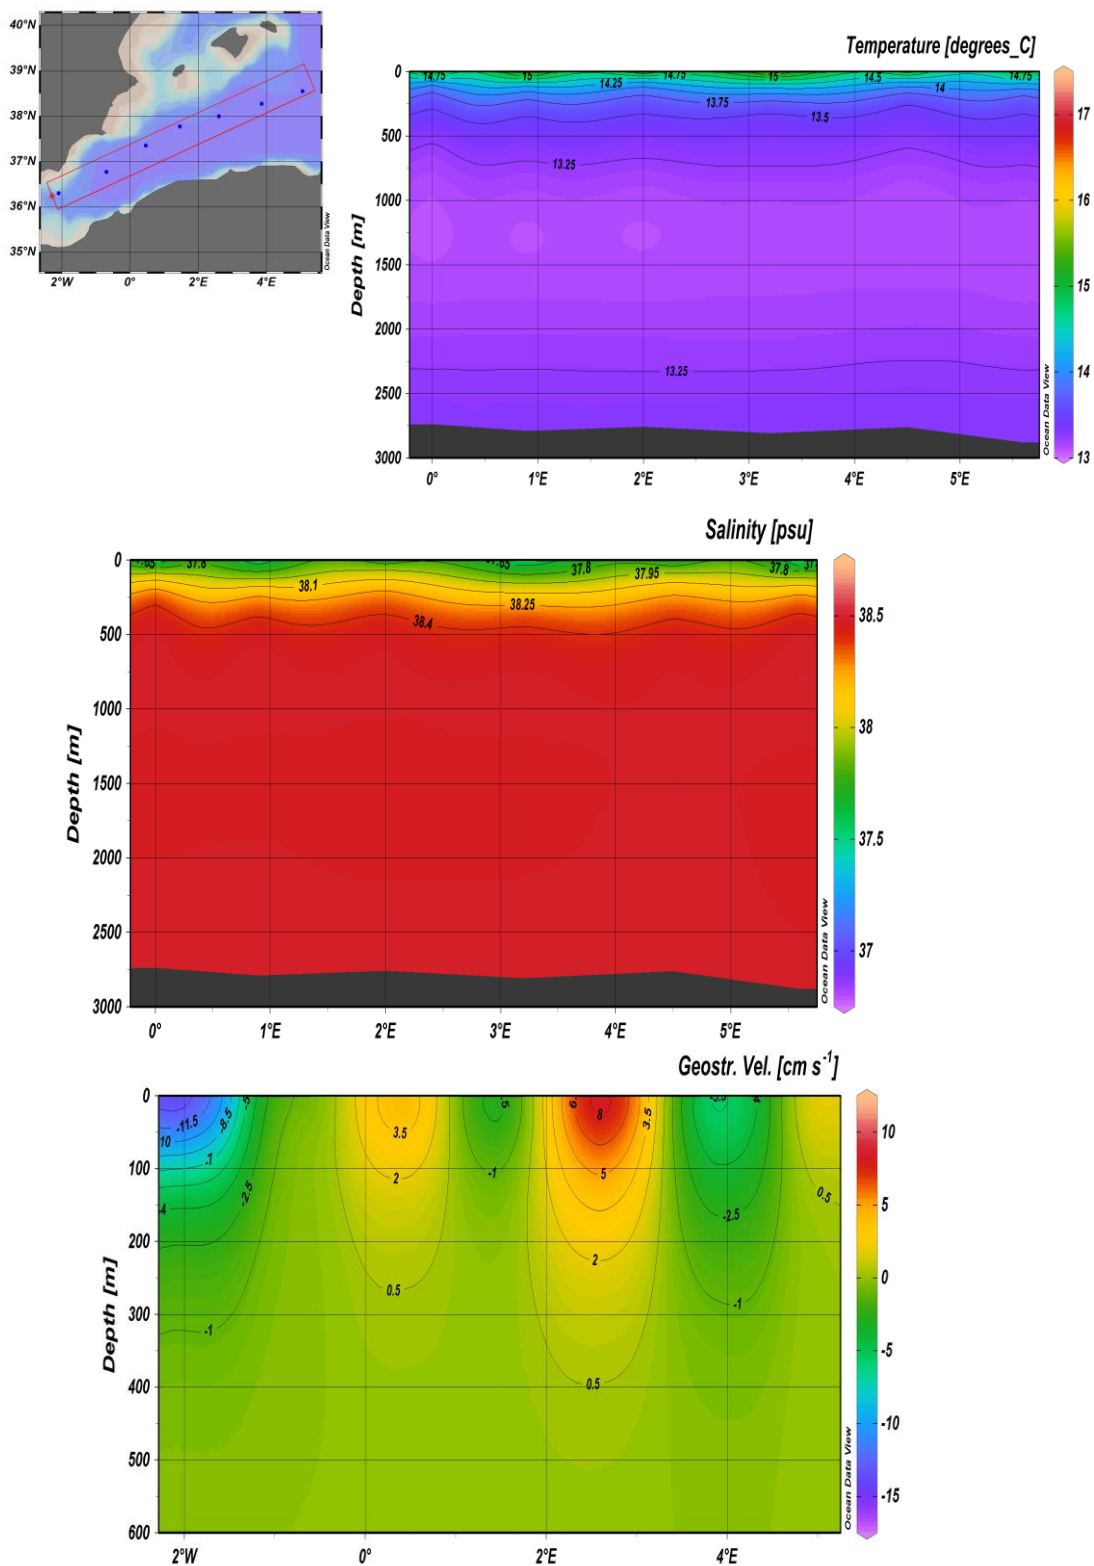 40°N
39°N
38°N
37°N
36°N
35°N
2°W
0°
2°E
4°E
Ocean Data View
Temperature [degrees_C]
Depth [m]
0
500
1000
1500
2000
2500
3000
14.75
15
14.25
14.75
13.75
15
13.5
14.5
14
14.75
13.25
13.25
0°
1°E
2°E
3°E
4°E
5°E
Ocean Data View
17
16
15
14
13
Salinity [psu]
Depth [m]
0
500
1000
1500
2000
2500
3000
37.8
38.1
38.4
38.25
37.8
37.95
37.8
0°
1°E
2°E
3°E
4°E
5°E
Ocean Data View
38.5
38
37.5
37
Geostr. Vel. [cm s-1]
Depth [m]
0
100
200
300
400
500
600
-11.5
-8.5
-5
10
-1
-4
-2.5
-1
3.5
2
0.5
-1
8
3.5
5
2
0.5
-2.5
-1
0.5
2°W
0°
2°E
4°E
Ocean Data View
10
5
0
-5
-10
-15